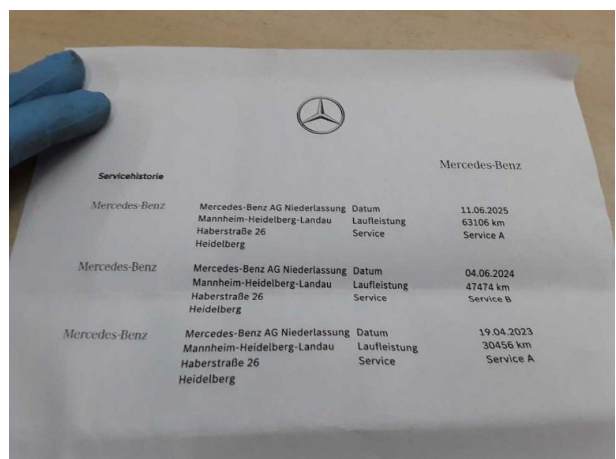 Mercedes-Benz
Servicehistorie
Mercedes-Benz Mercedes-Benz AG Niederlassung Datum 11.06.2025
Mannheim-Heidelberg-Landau Laufleistung 63106 km
Haberstraße 26 Service Service A
Heidelberg
Mercedes-Benz Mercedes-Benz AG Niederlassung Datum 04.06.2024
Mannheim-Heidelberg-Landau Laufleistung 47474 km
Haberstraße 26 Service Service B
Heidelberg
Mercedes-Benz Mercedes-Benz AG Niederlassung Datum 19.04.2023
Mannheim-Heidelberg-Landau Laufleistung 30456 km
Haberstraße 26 Service Service A
Heidelberg